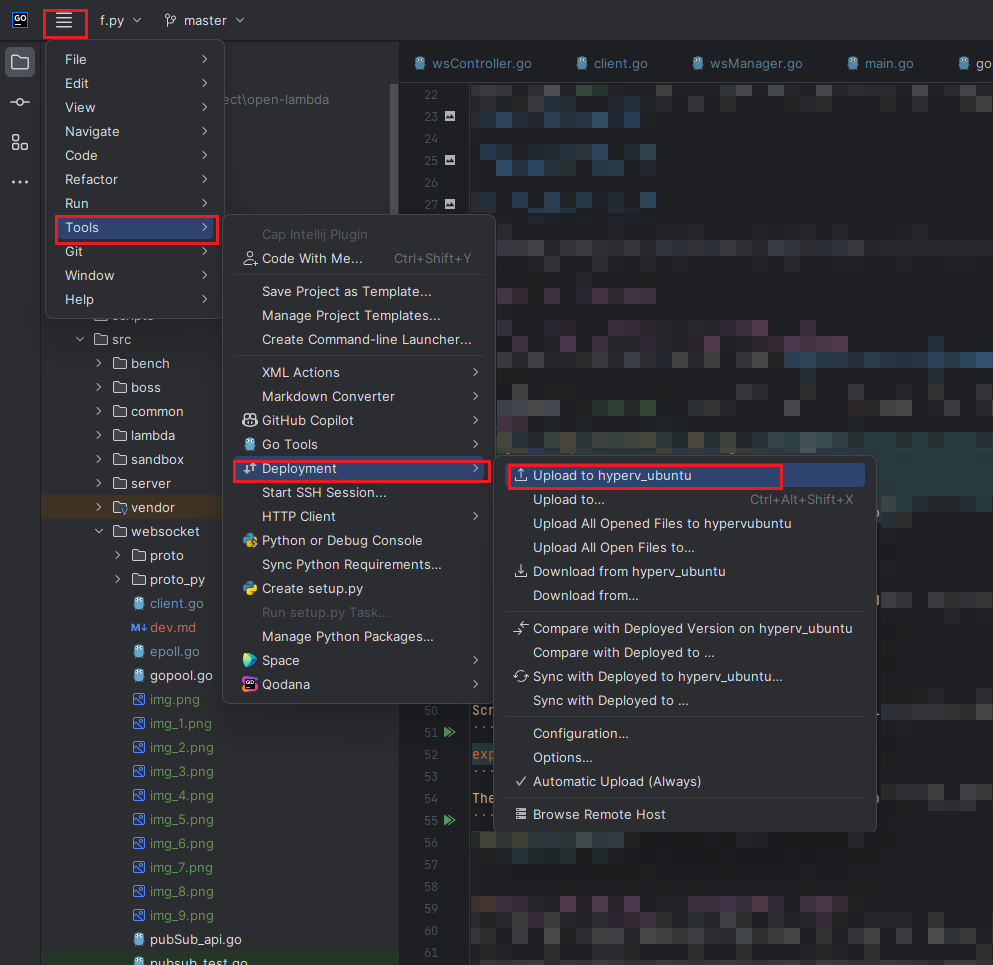 GO
f.py
master
File
Edit
View
Navigate
Code
Refactor
Run
Tools
Git
Window
Help
ect\open-lambda
src
bench
boss
common
lambda
sandbox
server
vendor
websocket
proto
proto_py
client.go
M↓ dev.md
epoll.go
gopool.go
img.png
img_1.png
img_2.png
img_3.png
img_4.png
img_5.png
img_6.png
img_7.png
img_8.png
img_9.png
pubSub_api.go
pubsub_test.go
Cap Intellij Plugin
Code With Me... Ctrl+Shift+Y
Save Project as Template...
Manage Project Templates...
Create Command-line Launcher...
XML Actions
Markdown Converter
GitHub Copilot
Go Tools
Deployment
Start SSH Session...
HTTP Client
Python or Debug Console
Sync Python Requirements...
Create setup.py
Run setup.py Task...
Manage Python Packages...
Space
Qodana
Upload to hyperv_ubuntu
Upload to... Ctrl+Alt+Shift+X
Upload All Opened Files to hypervubuntu
Upload All Open Files to...
Download from hyperv_ubuntu
Download from...
Compare with Deployed Version on hyperv_ubuntu
Compare with Deployed to ...
Sync with Deployed to hyperv_ubuntu...
Sync with Deployed to ...
Configuration...
Options...
Automatic Upload (Always)
Browse Remote Host
wsController.go
client.go
wsManager.go
main.go
go
22
23
24
25
26
27
50 Scr
51 ```
52 exp
53 ```
54 The
55 ```
56
57
58
59
60
61